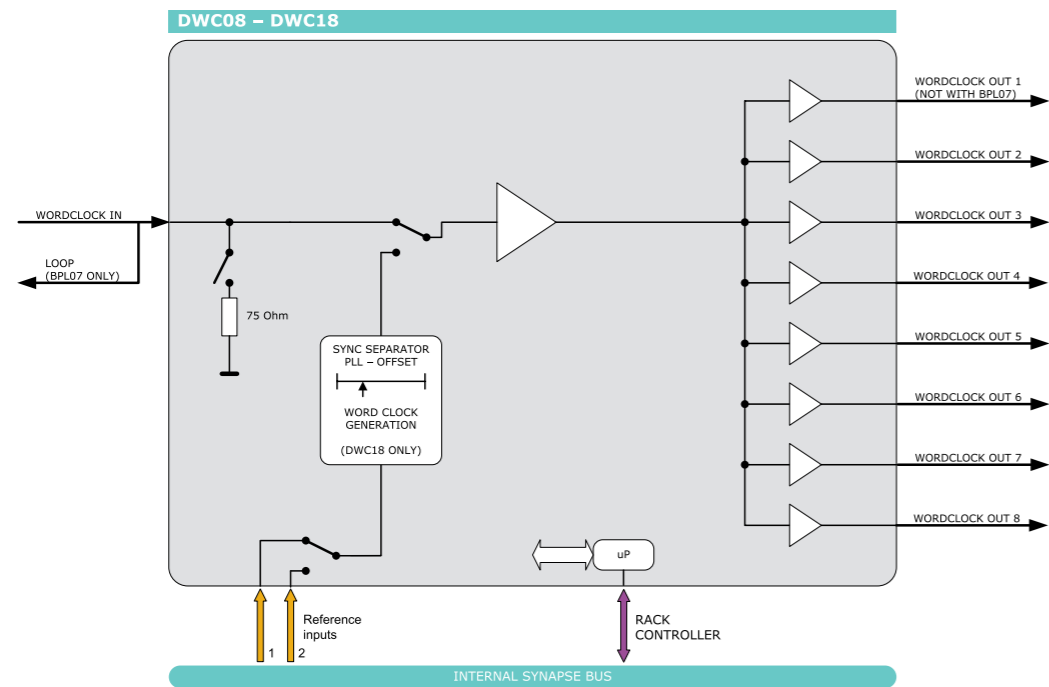 DWC08 – DWC18
WORDCLOCK OUT 1
(NOT WITH BPL07)
WORDCLOCK OUT 2
WORDCLOCK IN
WORDCLOCK OUT 3
LOOP
(BPL07 ONLY)
WORDCLOCK OUT 4
75 Ohm
WORDCLOCK OUT 5
SYNC SEPARATOR
PLL – OFFSET
WORD CLOCK
GENERATION
(DWC18 ONLY)
WORDCLOCK OUT 6
WORDCLOCK OUT 7
WORDCLOCK OUT 8
uP
Reference
inputs
1
2
RACK
CONTROLLER
INTERNAL SYNAPSE BUS